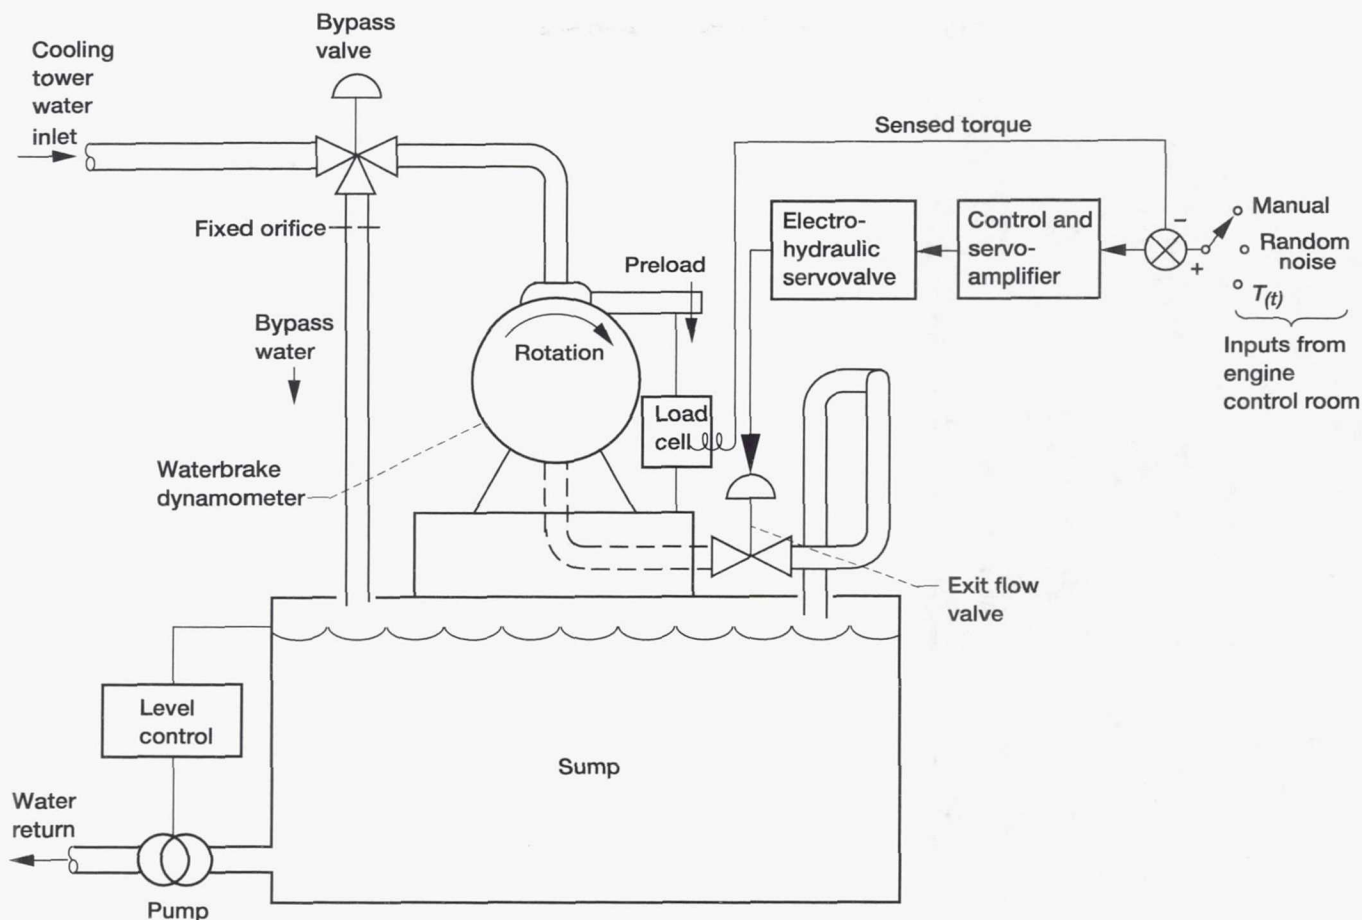 Bypass
valve
Cooling
tower
water
inlet
Sensed torque
Fixed orifice
Electro-
hydraulic
servovalve
Control and
servo-
amplifier
−
+
Manual
Random
noise
T(t)
Inputs from
engine
control room
Preload
Bypass
water
Rotation
Load
cell
Waterbrake
dynamometer
Exit flow
valve
Level
control
Sump
Water
return
Pump